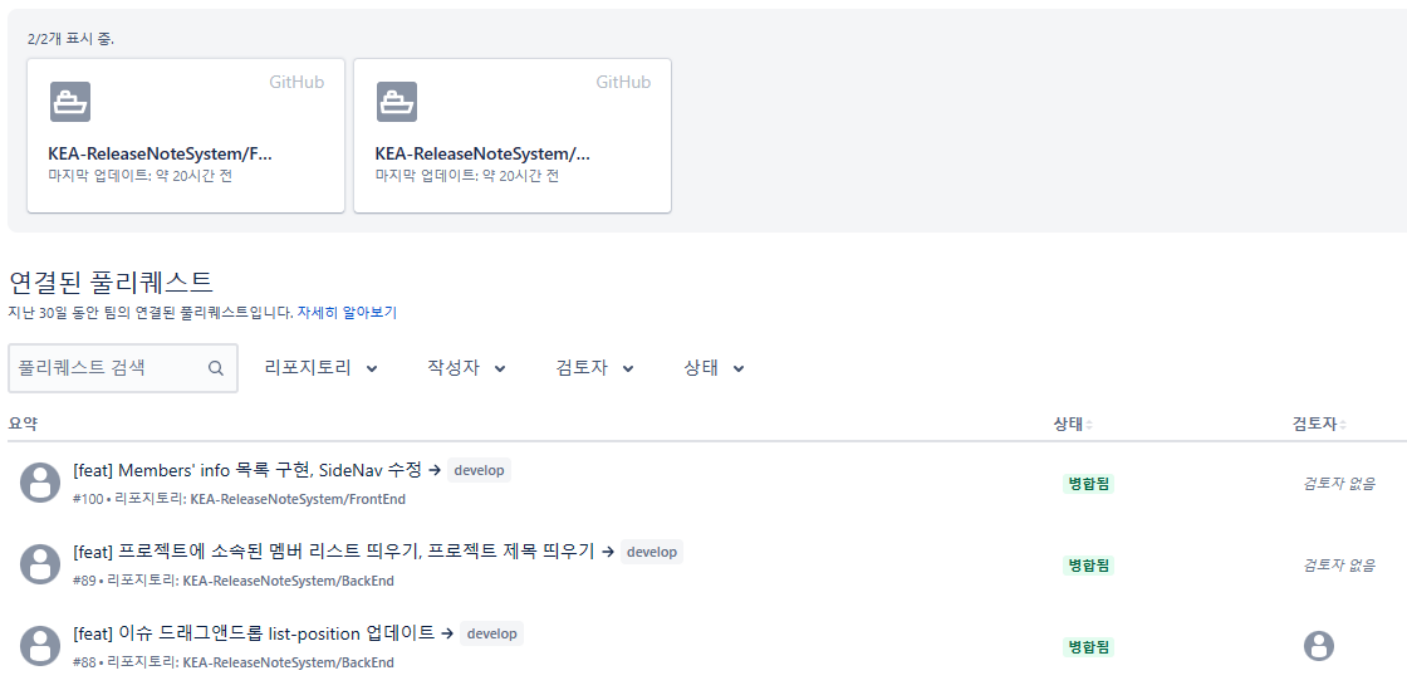 2/2개 표시 중.
GitHub
GitHub
KEA-ReleaseNoteSystem/F...
KEA-ReleaseNoteSystem/...
마지막 업데이트: 약 20시간 전
마지막 업데이트: 약 20시간 전
연결된 풀리퀘스트
지난 30일 동안 팀의 연결된 풀리퀘스트입니다. 자세히 알아보기
풀리퀘스트 검색
리포지토리
작성자
검토자
상태
요약
상태
검토자
[feat] Members' info 목록 구현, SideNav 수정 → develop
병합됨
검토자 없음
#100 • 리포지토리: KEA-ReleaseNoteSystem/FrontEnd
[feat] 프로젝트에 소속된 멤버 리스트 띄우기, 프로젝트 제목 띄우기 → develop
병합됨
검토자 없음
#89 • 리포지토리: KEA-ReleaseNoteSystem/BackEnd
[feat] 이슈 드래그앤드롭 list-position 업데이트 → develop
병합됨
#88 • 리포지토리: KEA-ReleaseNoteSystem/BackEnd